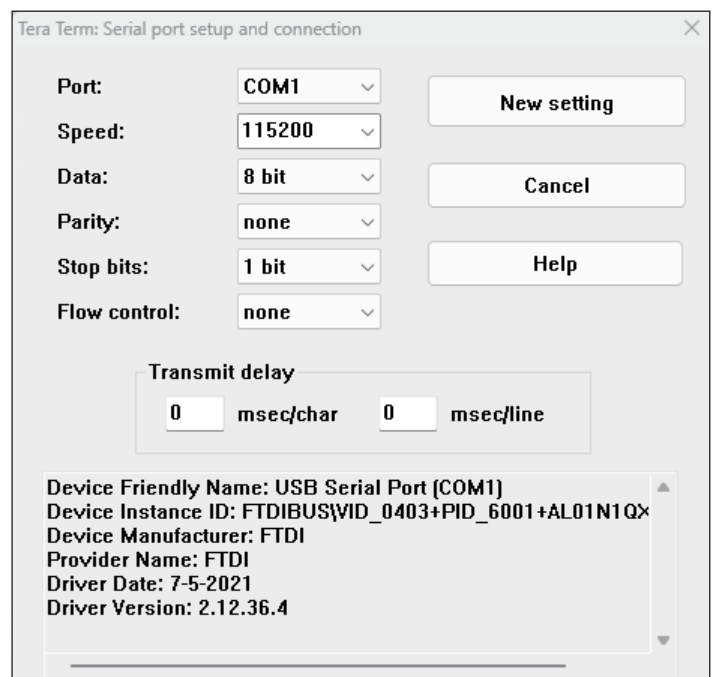 Tera Term: Serial port setup and connection
Port: COM1
New setting
Speed: 115200
Data: 8 bit
Cancel
Parity: none
Stop bits: 1 bit
Help
Flow control: none
Transmit delay
0 msec/char 0 msec/line
Device Friendly Name: USB Serial Port (COM1)
Device Instance ID: FTDIBUS\VID_0403+PID_6001+AL01N1QX
Device Manufacturer: FTDI
Provider Name: FTDI
Driver Date: 7-5-2021
Driver Version: 2.12.36.4